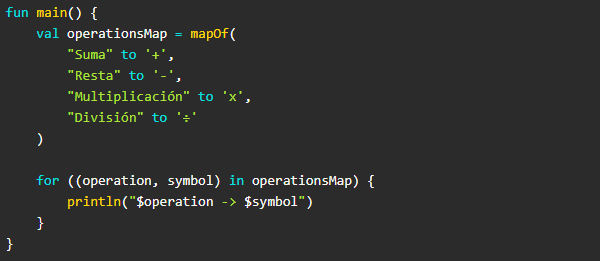 fun main() {
    val operationsMap = mapOf(
        "Suma" to '+',
        "Resta" to '-',
        "Multiplicación" to 'x',
        "División" to '÷'
    )

    for ((operation, symbol) in operationsMap) {
        println("$operation -> $symbol")
    }
}